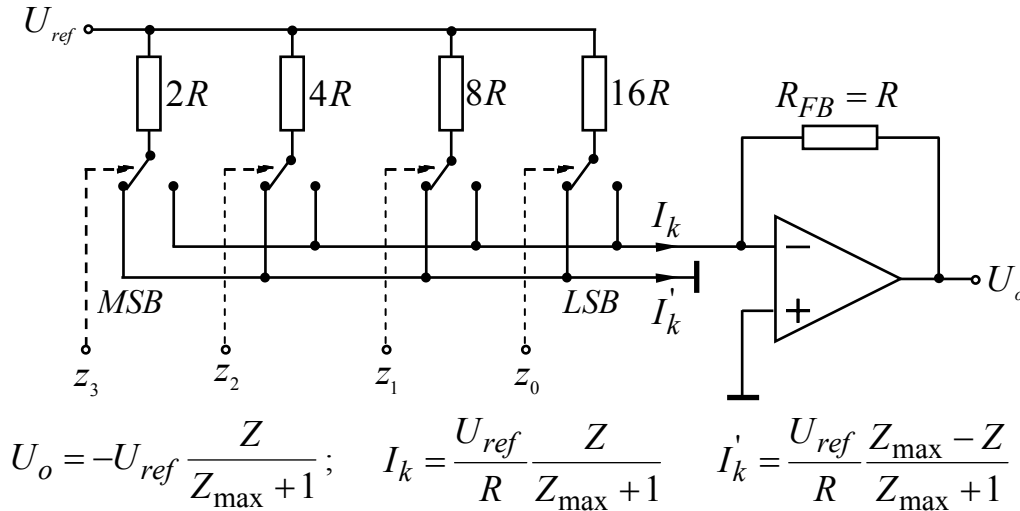 U_ref
2R 4R 8R 16R R_FB = R
I_k
− 
MSB LSB I'_k U_o
+
z_3 z_2 z_1 z_0
U_o = −U_ref Z / (Z_max + 1) ; I_k = U_ref / R Z / (Z_max + 1) I'_k = U_ref / R (Z_max − Z) / (Z_max + 1)